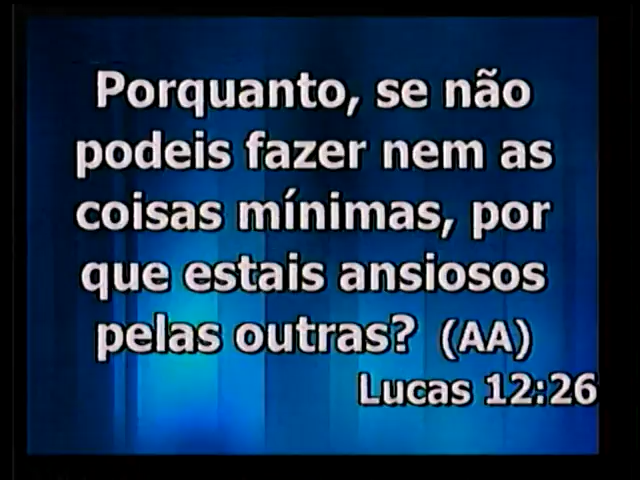 Porquanto, se não
podeis fazer nem as
coisas mínimas, por
que estais ansiosos
pelas outras? (AA)
Lucas 12:26